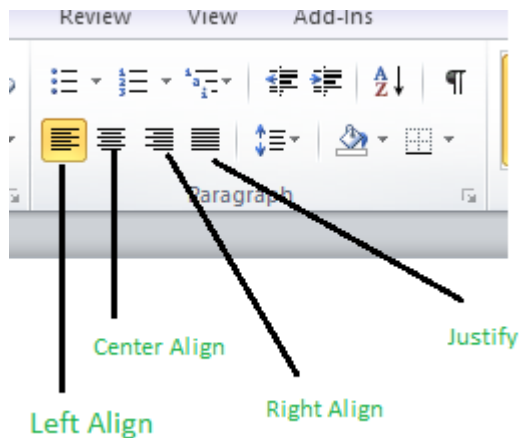 Review View Add-Ins
Paragraph
Center Align
Justify
Right Align
Left Align